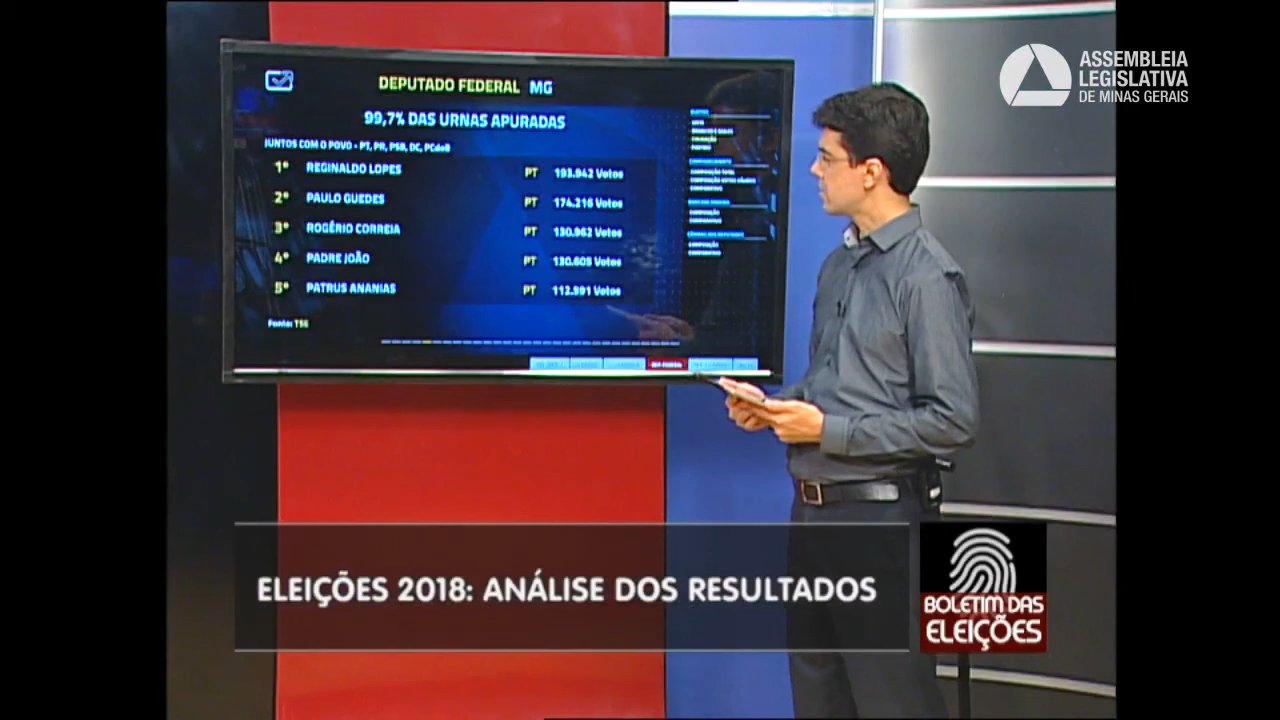 ASSEMBLEIA
LEGISLATIVA
DE MINAS GERAIS
DEPUTADO FEDERAL MG
99,7% DAS URNAS APURADAS
JUNTOS COM O POVO - PT, PR, PSB, DC, PCdoB
1º REGINALDO LOPES PT 193.942 Votos
2º PAULO GUEDES PT 174.216 Votos
3º ROGÉRIO CORREIA PT 130.962 Votos
4º PADRE JOÃO PT 130.605 Votos
5º PATRUS ANANIAS PT 112.991 Votos
Fonte: TSE
DEP. FEDERAL
ELEIÇÕES 2018: ANÁLISE DOS RESULTADOS
BOLETIM DAS
ELEIÇÕES